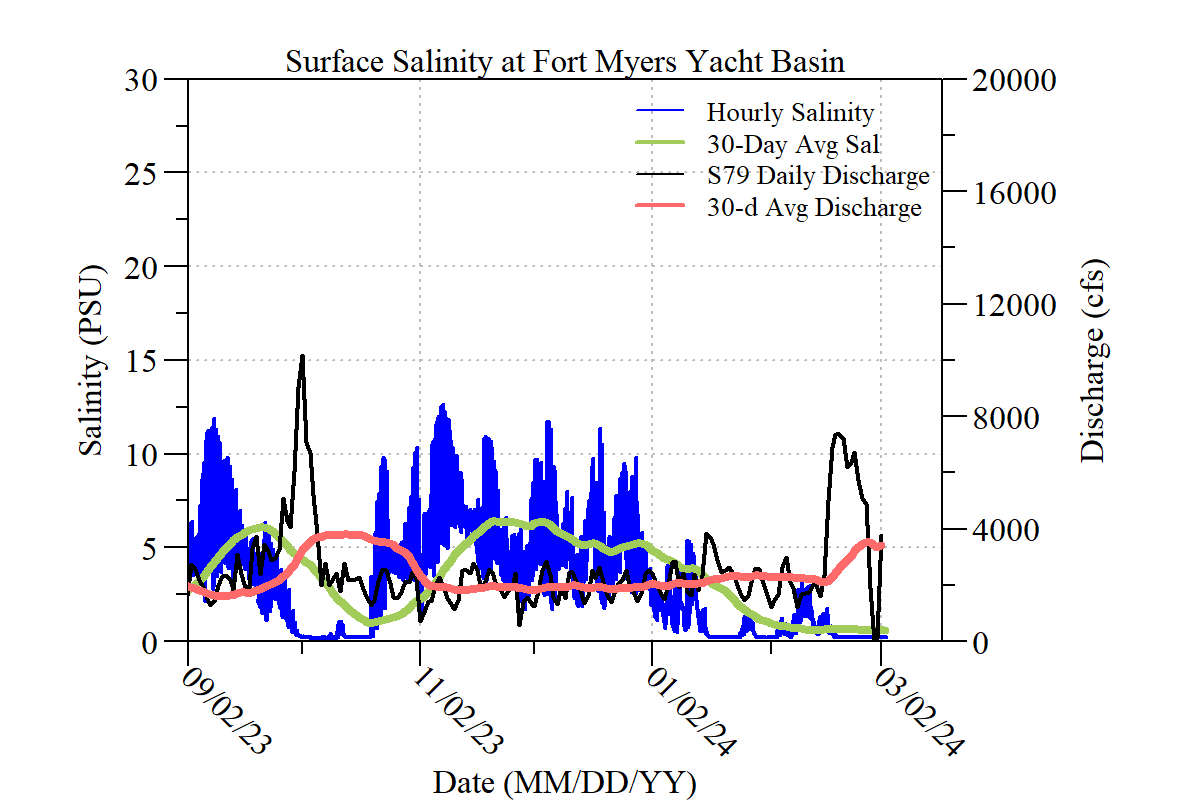 Surface Salinity at Fort Myers Yacht Basin
30
25
20
15
10
5
0
Salinity (PSU)
Hourly Salinity
30-Day Avg Sal
S79 Daily Discharge
30-d Avg Discharge
20000
16000
12000
8000
4000
0
Discharge (cfs)
09/02/23
11/02/23
01/02/24
03/02/24
Date (MM/DD/YY)